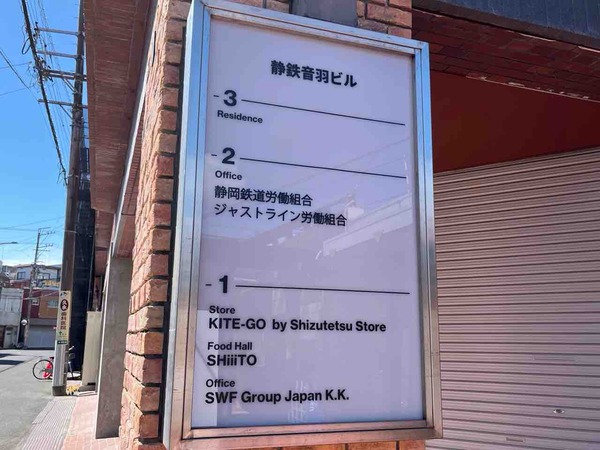 静鉄音羽ビル
-3
Residence
-2
Office
静岡鉄道労働組合
ジャストライン労働組合
-1
Store
KITE-GO by Shizutetsu Store
Food Hall
SHiiiTO
Office
SWF Group Japan K.K.